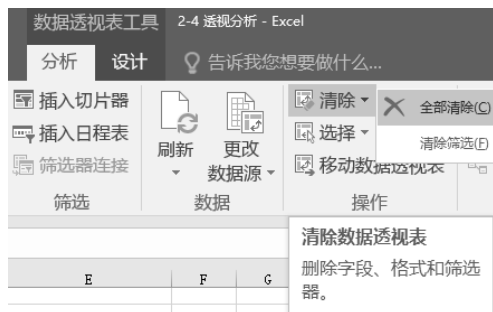 数据透视表工具 2-4 透视分析 - Excel
分析 设计 告诉我您想要做什么...
插入切片器
插入日程表
筛选器连接
筛选
刷新
更改
数据源
数据
清除
选择
移动数据透视表
操作
全部清除(C)
清除筛选(F)
清除数据透视表
删除字段、格式和筛选
器。
E F G